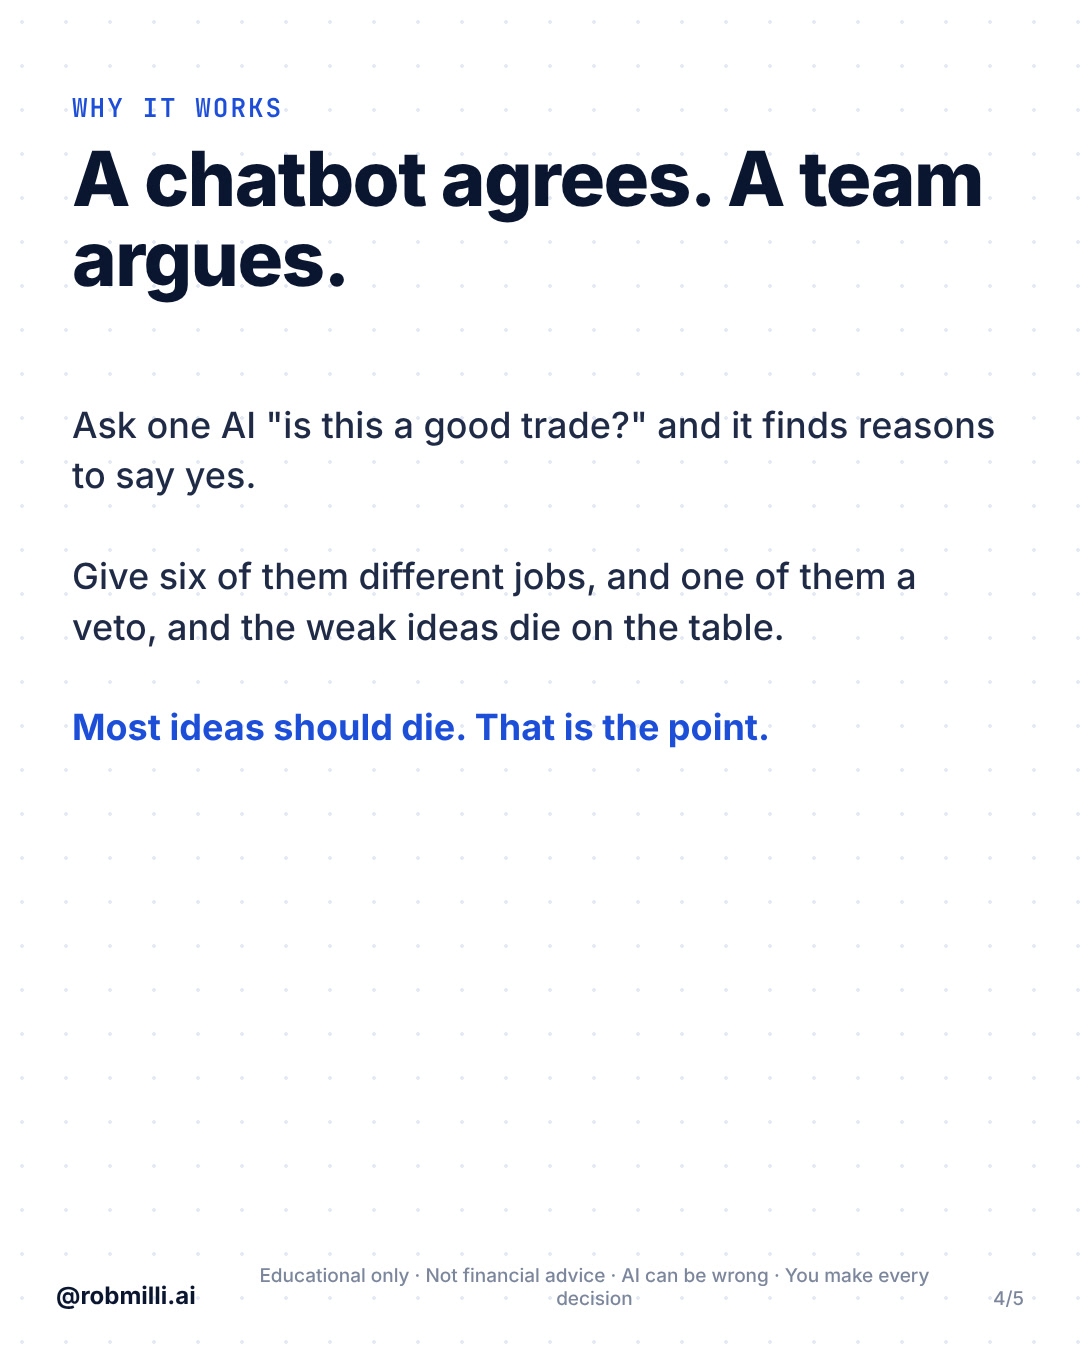 WHY IT WORKS
A chatbot agrees. A team
argues.
Ask one AI "is this a good trade?" and it finds reasons
to say yes.
Give six of them different jobs, and one of them a
veto, and the weak ideas die on the table.
Most ideas should die. That is the point.
@robmilli.ai
Educational only · Not financial advice · AI can be wrong · You make every
decision
4/5